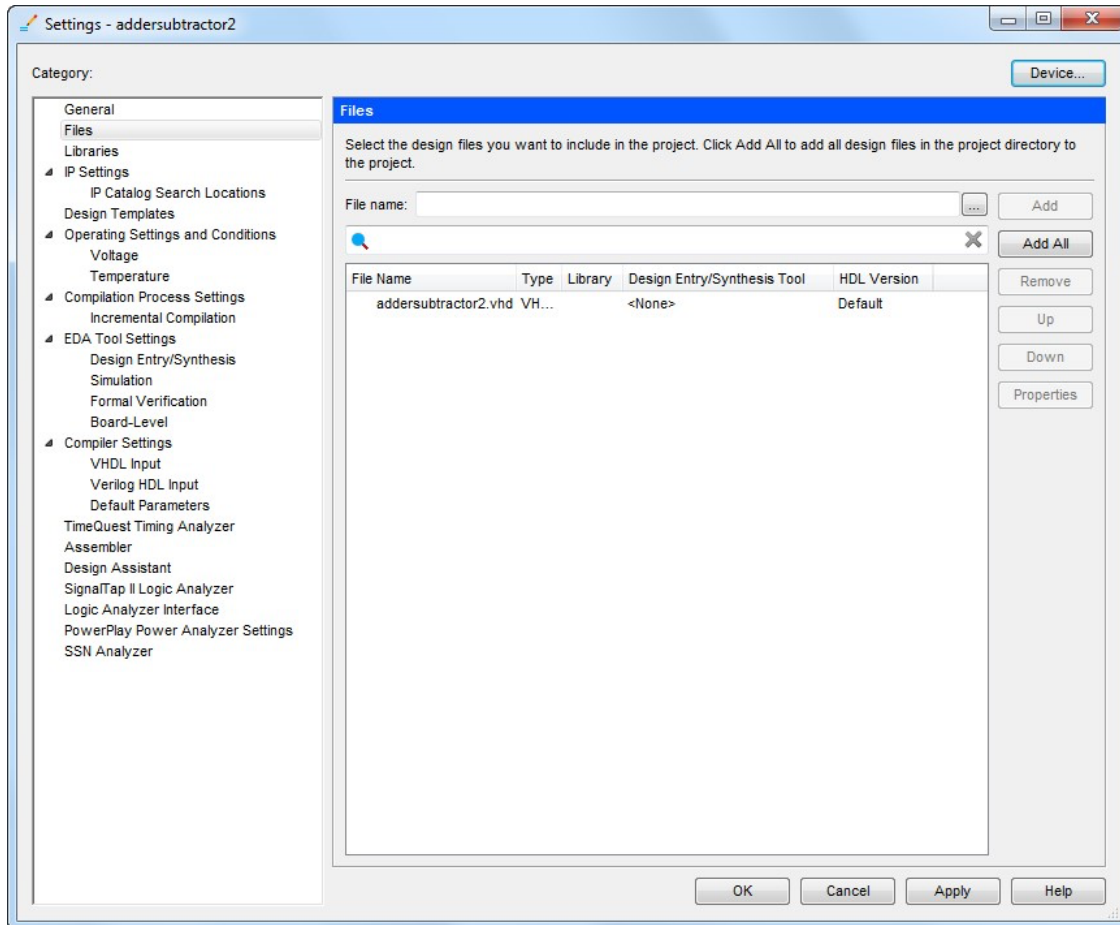 Settings - addersubtractor2
Category:
Device...
General
Files
Libraries
IP Settings
IP Catalog Search Locations
Design Templates
Operating Settings and Conditions
Voltage
Temperature
Compilation Process Settings
Incremental Compilation
EDA Tool Settings
Design Entry/Synthesis
Simulation
Formal Verification
Board-Level
Compiler Settings
VHDL Input
Verilog HDL Input
Default Parameters
TimeQuest Timing Analyzer
Assembler
Design Assistant
SignalTap II Logic Analyzer
Logic Analyzer Interface
PowerPlay Power Analyzer Settings
SSN Analyzer
Files
Select the design files you want to include in the project. Click Add All to add all design files in the project directory to
the project.
File name:
...
Add
Add All
File Name Type Library Design Entry/Synthesis Tool HDL Version
addersubtractor2.vhd VH... <None> Default
Remove
Up
Down
Properties
OK Cancel Apply Help